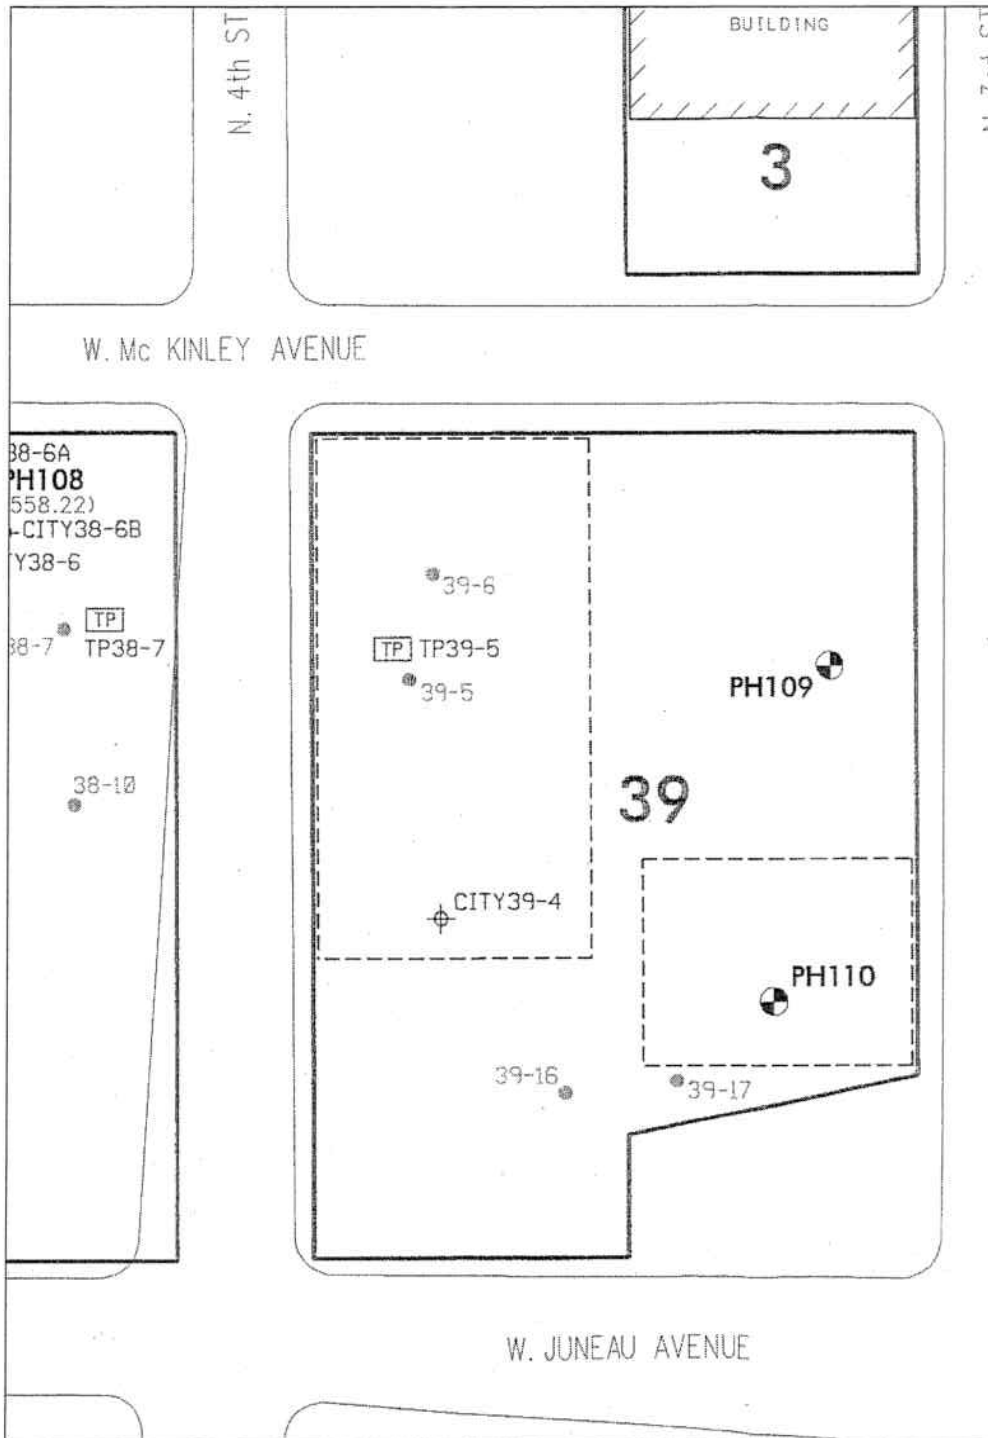 N. 4th ST
BUILDING
3
W. Mc KINLEY AVENUE
38-6A
PH108
558.22)
CITY38-6B
Y38-6
39-6
TP
TP38-7
38-7
TP TP39-5
39-5
PH109
38-10
39
CITY39-4
PH110
39-16
39-17
W. JUNEAU AVENUE